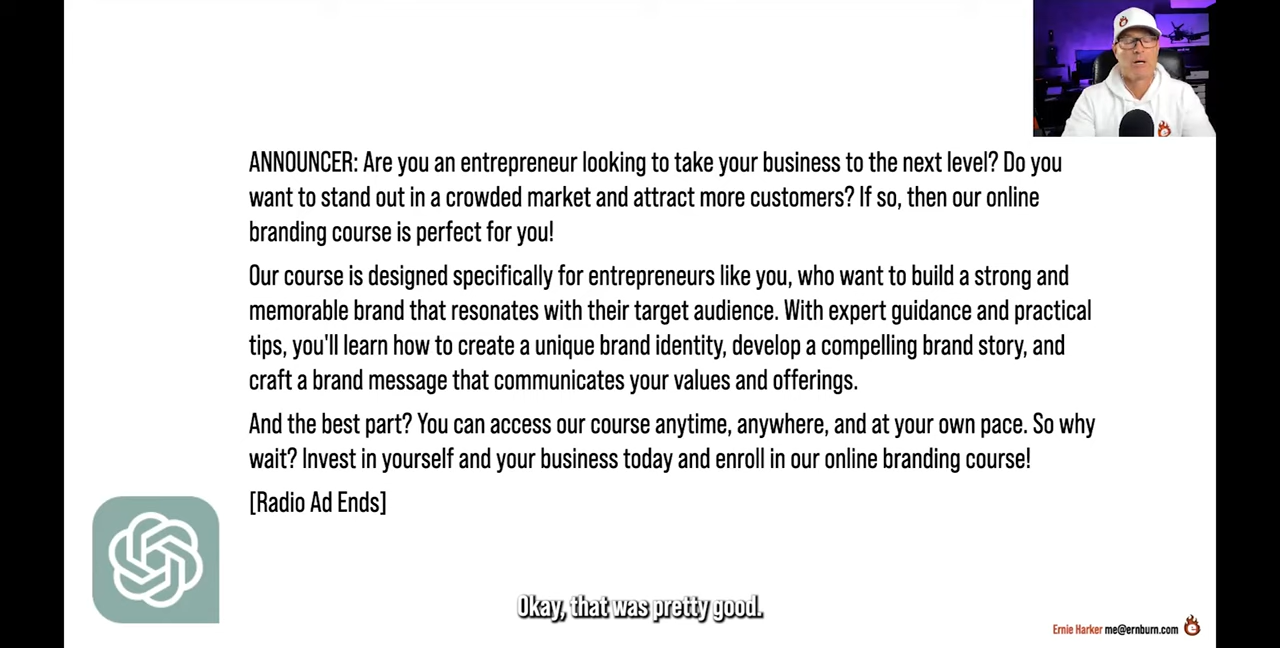 ANNOUNCER: Are you an entrepreneur looking to take your business to the next level? Do you
want to stand out in a crowded market and attract more customers? If so, then our online
branding course is perfect for you!
Our course is designed specifically for entrepreneurs like you, who want to build a strong and
memorable brand that resonates with their target audience. With expert guidance and practical
tips, you'll learn how to create a unique brand identity, develop a compelling brand story, and
craft a brand message that communicates your values and offerings.
And the best part? You can access our course anytime, anywhere, and at your own pace. So why
wait? Invest in yourself and your business today and enroll in our online branding course!
[Radio Ad Ends]
Okay, that was pretty good.
Ernie Harker me@ernburn.com